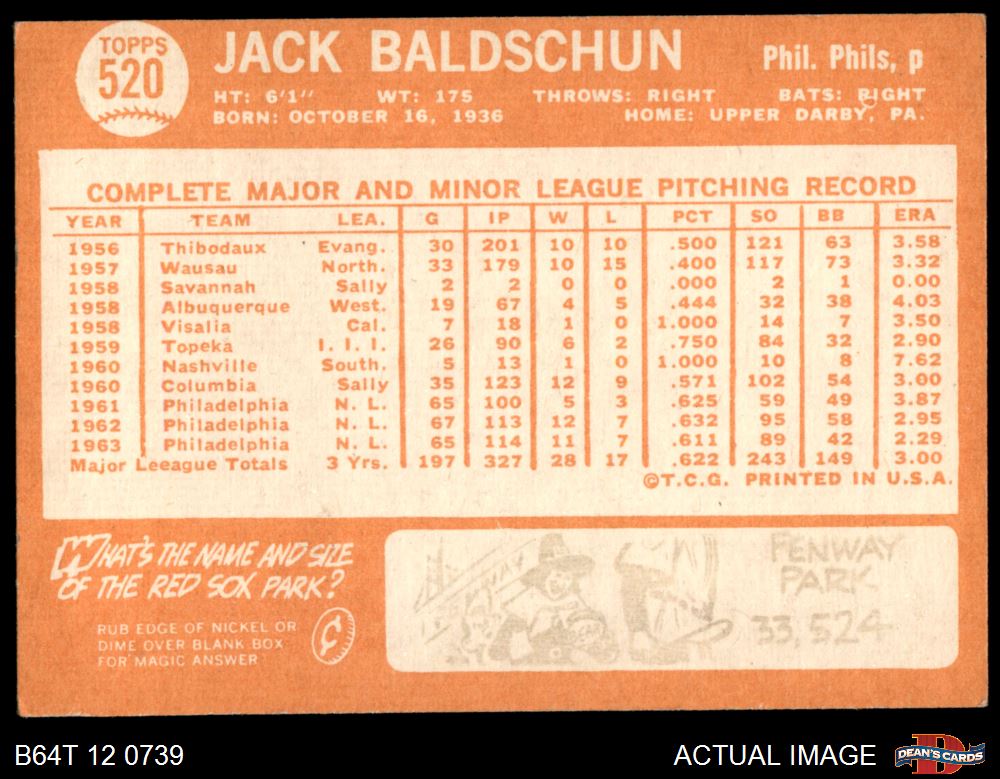 TOPPS
520
JACK BALDSCHUN
Phil. Phils, p
HT: 6'1" WT: 175 THROWS: RIGHT BATS: RIGHT
BORN: OCTOBER 16, 1936 HOME: UPPER DARBY, PA.
COMPLETE MAJOR AND MINOR LEAGUE PITCHING RECORD
YEAR TEAM LEA. G IP W L PCT SO BB ERA
1956 Thibodaux Evang. 30 201 10 10 .500 121 63 3.58
1957 Wausau North. 33 179 10 15 .400 117 73 3.32
1958 Savannah Sally 2 2 0 0 .000 2 1 0.00
1958 Albuquerque West. 19 67 4 5 .444 32 38 4.03
1958 Visalia Cal. 7 18 1 0 1.000 14 7 3.50
1959 Topeka I. I. I. 26 90 6 2 .750 84 32 2.90
1960 Nashville South. 5 13 1 0 1.000 10 8 7.62
1960 Columbia Sally 35 123 12 9 .571 102 54 3.00
1961 Philadelphia N. L. 65 100 5 3 .625 59 49 3.87
1962 Philadelphia N. L. 67 113 12 7 .632 95 58 2.95
1963 Philadelphia N. L. 65 114 11 7 .611 89 42 2.29
Major Leeague Totals 3 Yrs. 197 327 28 17 .622 243 149 3.00
©T.C.G. PRINTED IN U.S.A.
WHAT'S THE NAME AND SIZE
OF THE RED SOX PARK?
RUB EDGE OF NICKEL OR
DIME OVER BLANK BOX
FOR MAGIC ANSWER
¢
FENWAY
FENWAY
PARK
33,524
B64T 12 0739
ACTUAL IMAGE
D
DEAN'S CARDS